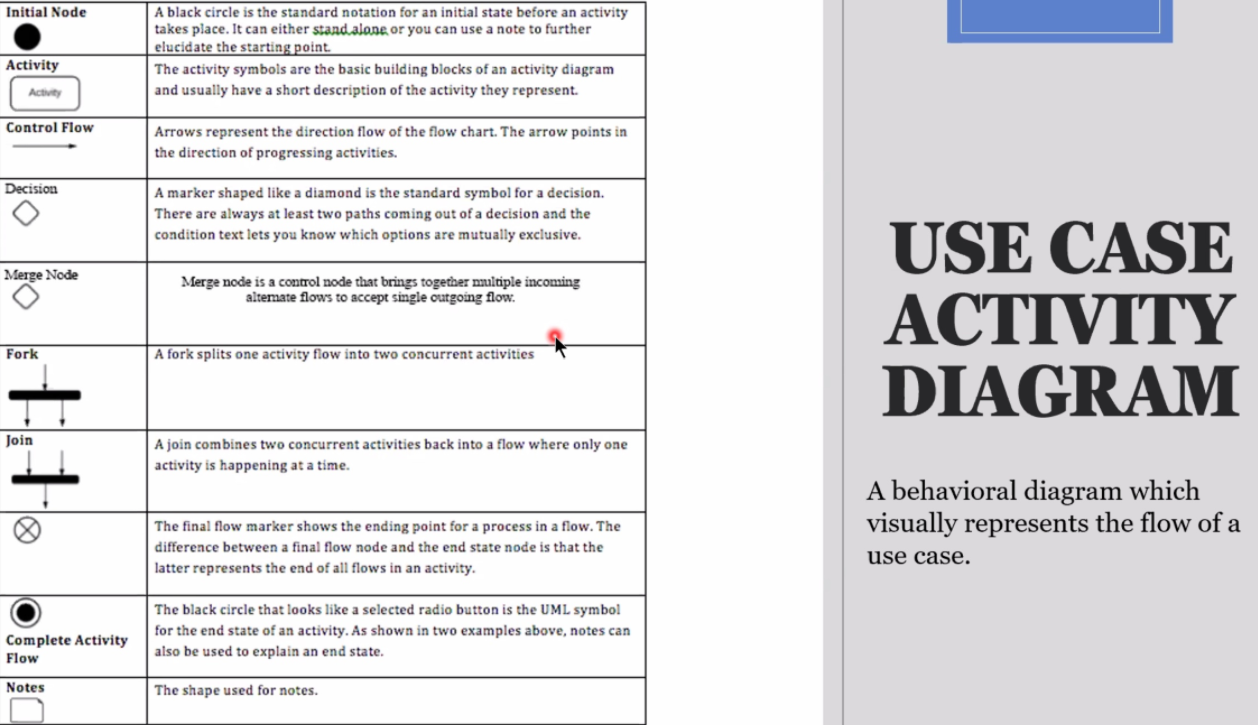 Initial Node
A black circle is the standard notation for an initial state before an activity
takes place. It can either stand alone or you can use a note to further
elucidate the starting point.
Activity
Activity
The activity symbols are the basic building blocks of an activity diagram
and usually have a short description of the activity they represent.
Control Flow
Arrows represent the direction flow of the flow chart. The arrow points in
the direction of progressing activities.
Decision
A marker shaped like a diamond is the standard symbol for a decision.
There are always at least two paths coming out of a decision and the
condition text lets you know which options are mutually exclusive.
Merge Node
Merge node is a control node that brings together multiple incoming
alternate flows to accept single outgoing flow.
Fork
A fork splits one activity flow into two concurrent activities
Join
A join combines two concurrent activities back into a flow where only one
activity is happening at a time.
The final flow marker shows the ending point for a process in a flow. The
difference between a final flow node and the end state node is that the
latter represents the end of all flows in an activity.
Complete Activity
Flow
The black circle that looks like a selected radio button is the UML symbol
for the end state of an activity. As shown in two examples above, notes can
also be used to explain an end state.
Notes
The shape used for notes.
USE CASE
ACTIVITY
DIAGRAM
A behavioral diagram which
visually represents the flow of a
use case.